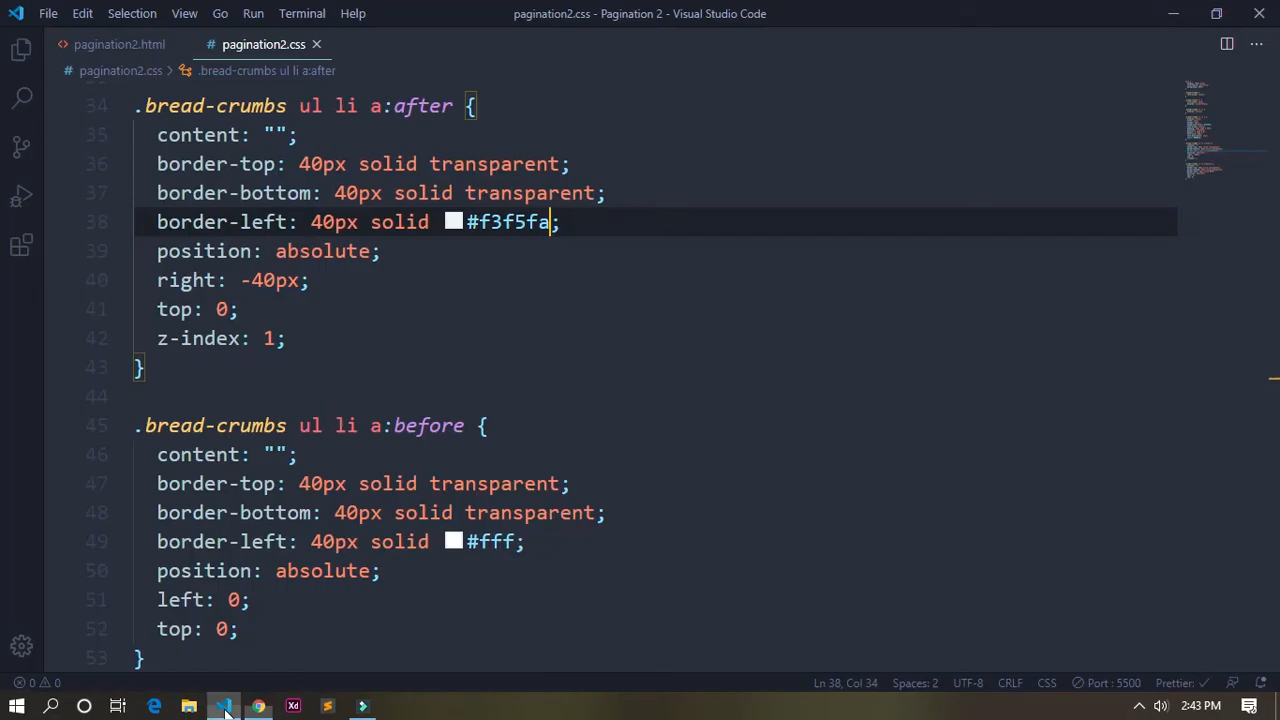 File Edit Selection View Go Run Terminal Help pagination2.css - Pagination 2 - Visual Studio Code
pagination2.html # pagination2.css
# pagination2.css > .bread-crumbs ul li a:after
34 .bread-crumbs ul li a:after {
35 content: "";
36 border-top: 40px solid transparent;
37 border-bottom: 40px solid transparent;
38 border-left: 40px solid #f3f5fa;
39 position: absolute;
40 right: -40px;
41 top: 0;
42 z-index: 1;
43 }
44
45 .bread-crumbs ul li a:before {
46 content: "";
47 border-top: 40px solid transparent;
48 border-bottom: 40px solid transparent;
49 border-left: 40px solid #fff;
50 position: absolute;
51 left: 0;
52 top: 0;
53 }
0 0 Ln 38, Col 34 Spaces: 2 UTF-8 CRLF CSS Port : 5500 Prettier: ✓
Xd 2:43 PM